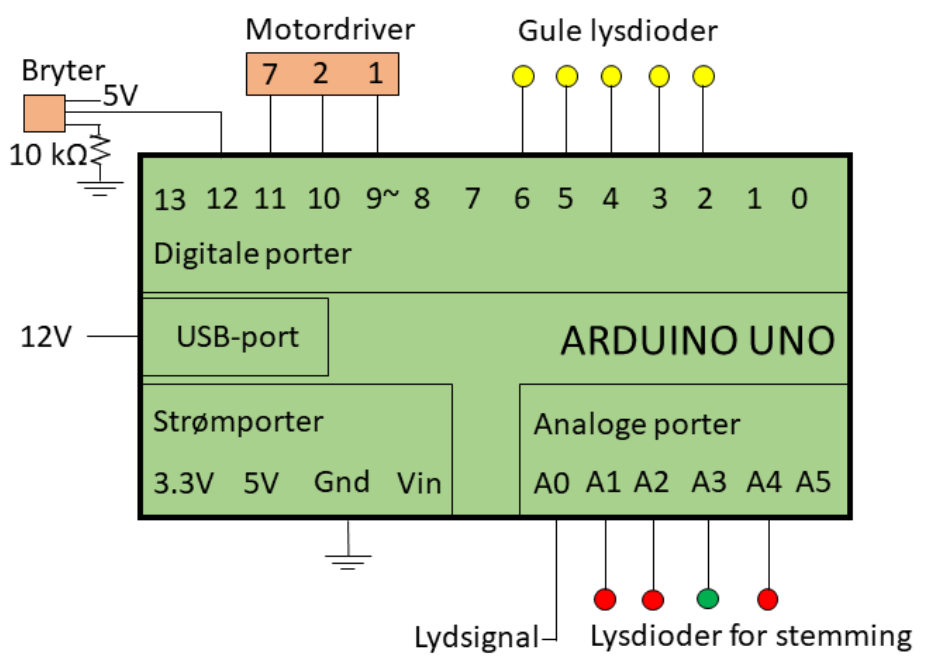 Motordriver
Gule lysdioder
Bryter
7 2 1
5V
10 kΩ
13 12 11 10 9~ 8 7 6 5 4 3 2 1 0
Digitale porter
12V
USB-port
ARDUINO UNO
Strømporter
Analoge porter
3.3V 5V Gnd Vin
A0 A1 A2 A3 A4 A5
Lydsignal
Lysdioder for stemming